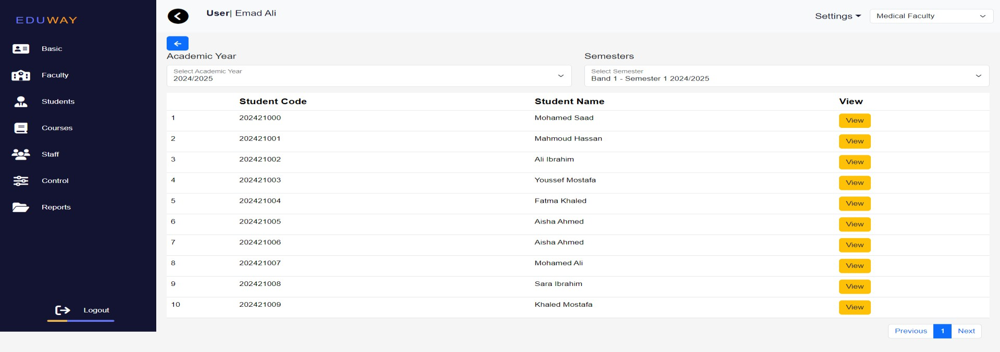 EDUWAY
Basic
Faculty
Students
Courses
Staff
Control
Reports
Logout
User| Emad Ali
Settings
Medical Faculty
Academic Year
Select Academic Year
2024/2025
Semesters
Select Semester
Band 1 - Semester 1 2024/2025
Student Code Student Name View
1 202421000 Mohamed Saad View
2 202421001 Mahmoud Hassan View
3 202421002 Ali Ibrahim View
4 202421003 Youssef Mostafa View
5 202421004 Fatma Khaled View
6 202421005 Aisha Ahmed View
7 202421006 Aisha Ahmed View
8 202421007 Mohamed Ali View
9 202421008 Sara Ibrahim View
10 202421009 Khaled Mostafa View
Previous 1 Next